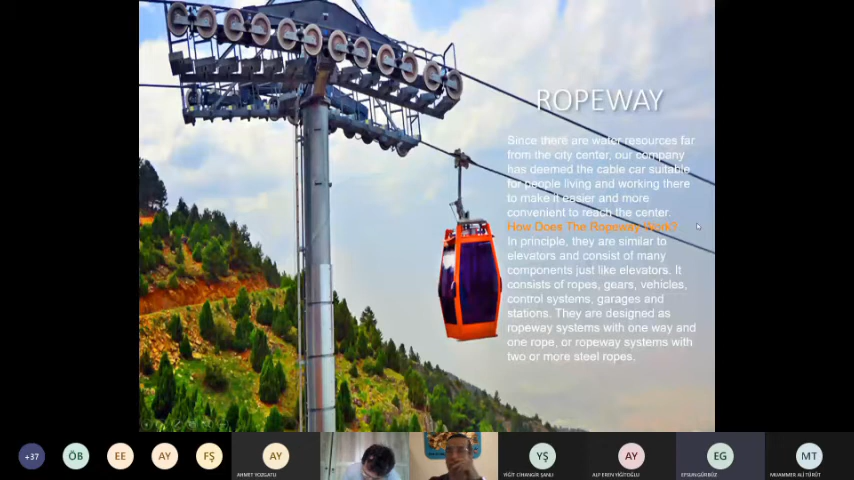 ROPEWAY
Since there are water resources far
from the city center, our company
has deemed the cable car suitable
for people living and working there
to make it easier and more
convenient to reach the center.
How Does The Ropeway Work?
In principle, they are similar to
elevators and consist of many
components just like elevators. It
consists of ropes, gears, vehicles,
control systems, garages and
stations. They are designed as
ropeway systems with one way and
one rope, or ropeway systems with
two or more steel ropes.
+37
ÖB
EE
AY
FŞ
AY
YŞ
AY
EG
MT
AHMET YOZGATLI
YİĞİT CİHANGİR ŞANLI
ALP EREN YİĞİTOĞLU
EFSUN GÜRBÜZ
MUAMMER ALİ TÜRÜT